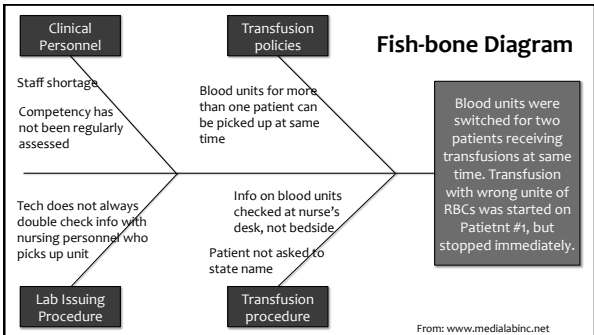 Clinical
Personnel
Transfusion
policies
Fish-bone Diagram
Staff shortage
Competency has
not been regularly
assessed
Blood units for more
than one patient can
be picked up at same
time
Blood units were
switched for two
patients receiving
transfusions at same
time. Transfusion
with wrong unite of
RBCs was started on
Patietnt #1, but
stopped immediately.
Tech does not always
double check info with
nursing personnel who
picks up unit
Info on blood units
checked at nurse's
desk, not bedside
Patient not asked to
state name
Lab Issuing
Procedure
Transfusion
procedure
From: www.medialabinc.net